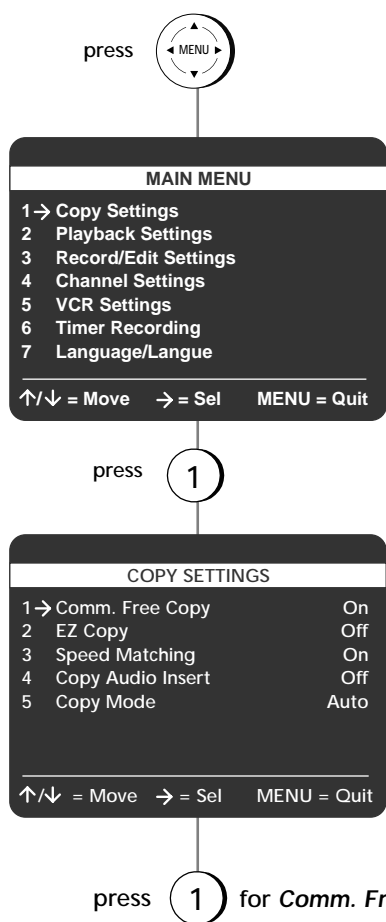 press MENU
MAIN MENU
1→ Copy Settings
2 Playback Settings
3 Record/Edit Settings
4 Channel Settings
5 VCR Settings
6 Timer Recording
7 Language/Langue
↑/↓ = Move → = Sel MENU = Quit
press 1
COPY SETTINGS
1→ Comm. Free Copy On
2 EZ Copy Off
3 Speed Matching On
4 Copy Audio Insert Off
5 Copy Mode Auto
↑/↓ = Move → = Sel MENU = Quit
press 1 for Comm.